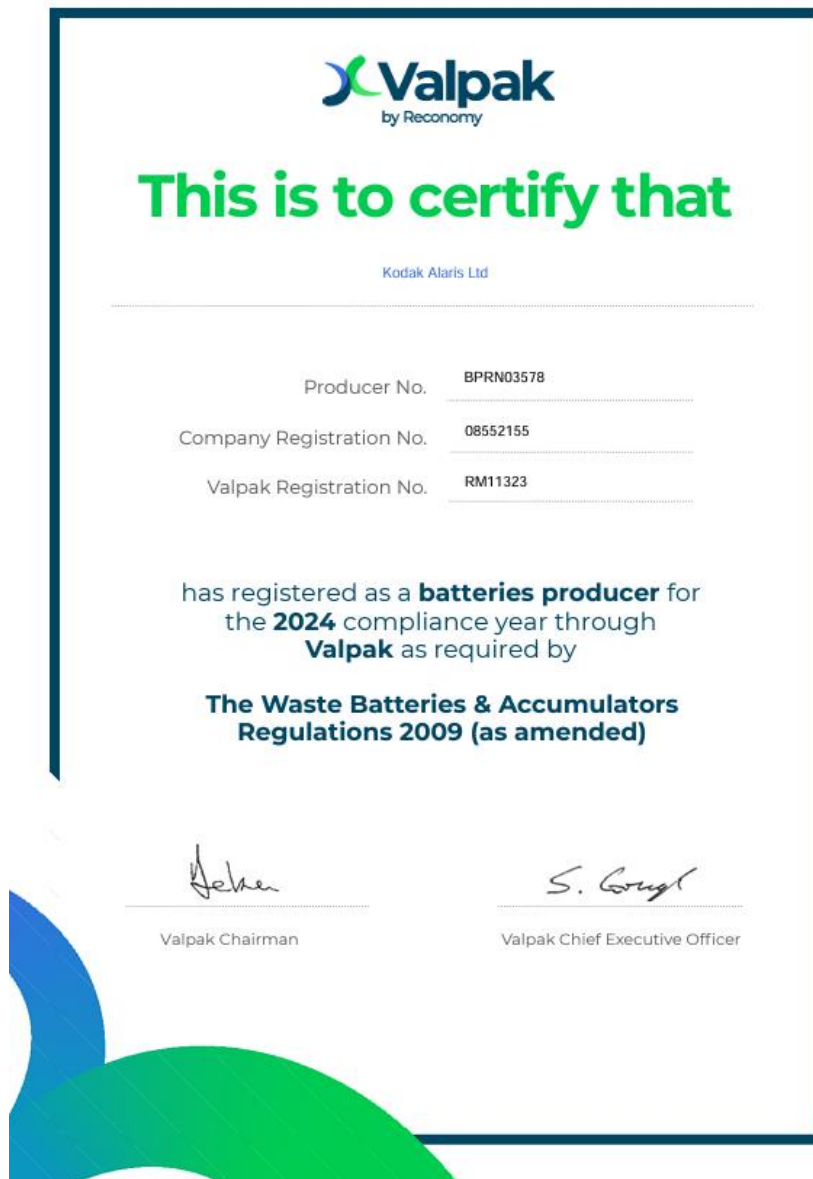 Valpak
by Reconomy
This is to certify that
Kodak Alaris Ltd
Producer No. BPRN03578
Company Registration No. 08552155
Valpak Registration No. RM11323
has registered as a batteries producer for
the 2024 compliance year through
Valpak as required by
The Waste Batteries & Accumulators
Regulations 2009 (as amended)
S.
Valpak Chairman Valpak Chief Executive Officer